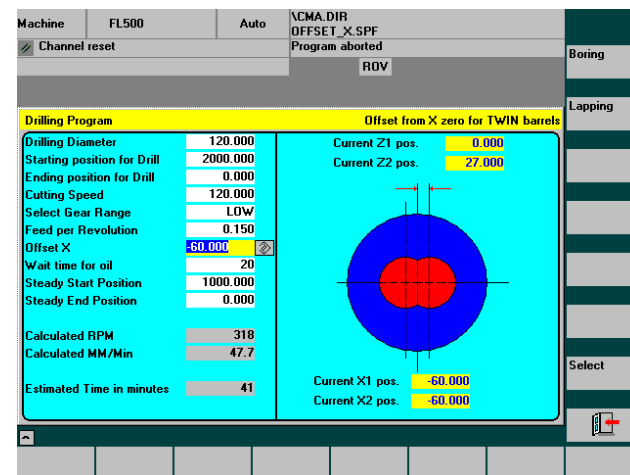 Machine FL500 Auto \CMA.DIR
OFFSET_X.SPF
Channel reset Program aborted
ROV
Boring
Lapping
Select
Drilling Program Offset from X zero for TWIN barrels
Drilling Diameter 120.000
Starting position for Drill 2000.000
Ending position for Drill 0.000
Cutting Speed 120.000
Select Gear Range LOW
Feed per Revolution 0.150
Offset X -60.000
Wait time for oil 20
Steady Start Position 1000.000
Steady End Position 0.000
Calculated RPM 318
Calculated MM/Min 47.7
Estimated Time in minutes 41
Current Z1 pos. 0.000
Current Z2 pos. 27.000
Current X1 pos. -60.000
Current X2 pos. -60.000